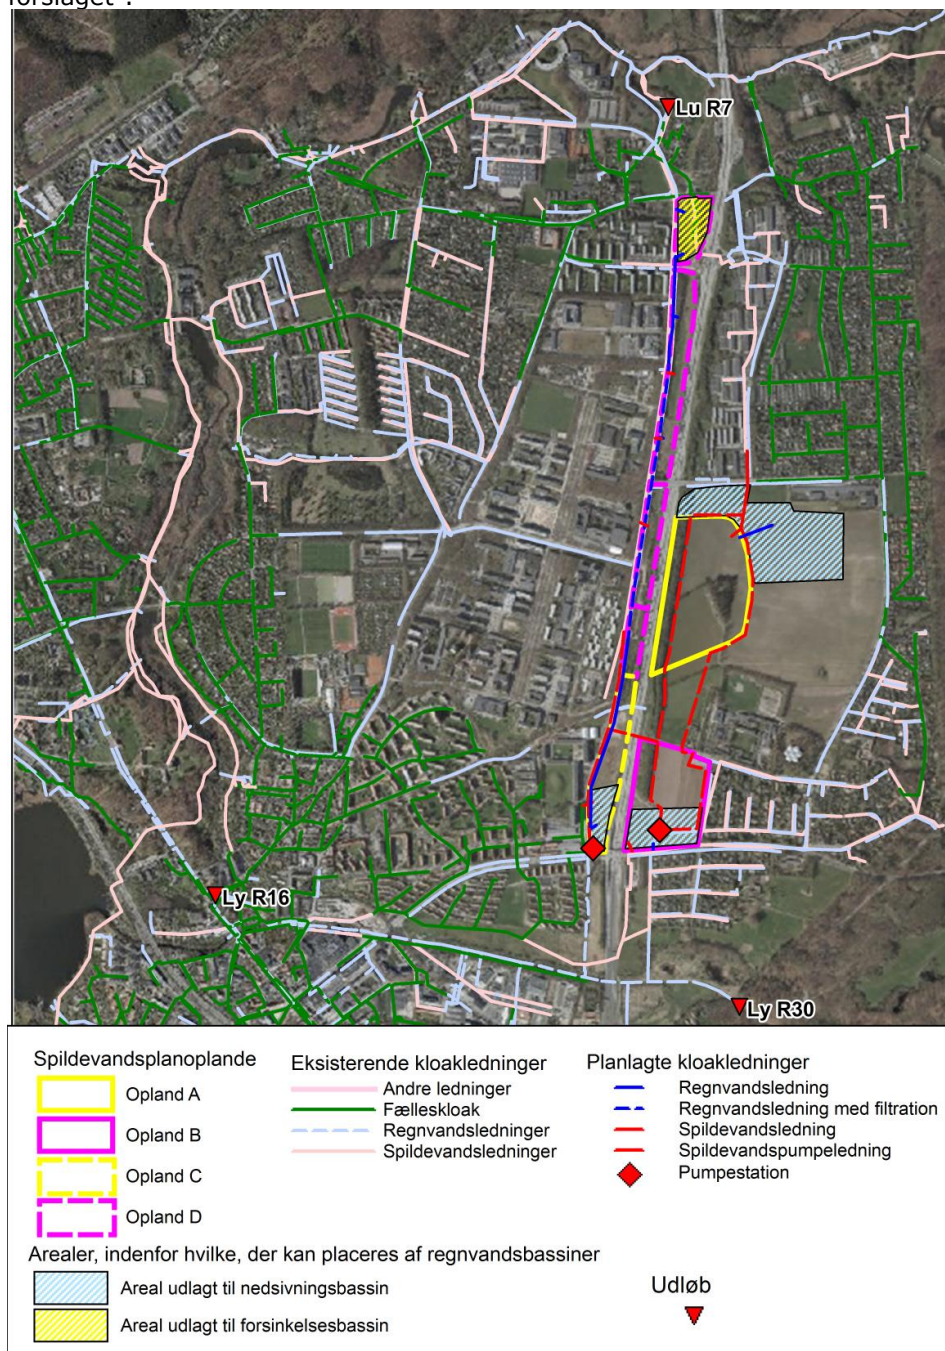 forslaget".
Lu R7
Ly R16
Ly R30
Spildevandsplanoplande
Opland A
Opland B
Opland C
Opland D
Eksisterende kloakledninger
Andre ledninger
Fælleskloak
Regnvandsledninger
Spildevandsledninger
Planlagte kloakledninger
Regnvandsledning
Regnvandsledning med filtration
Spildevandsledning
Spildevandspumpeledning
Pumpestation
Arealer, indenfor hvilke, der kan placeres af regnvandsbassiner
Areal udlagt til nedsivningsbassin
Areal udlagt til forsinkelsesbassin
Udløb